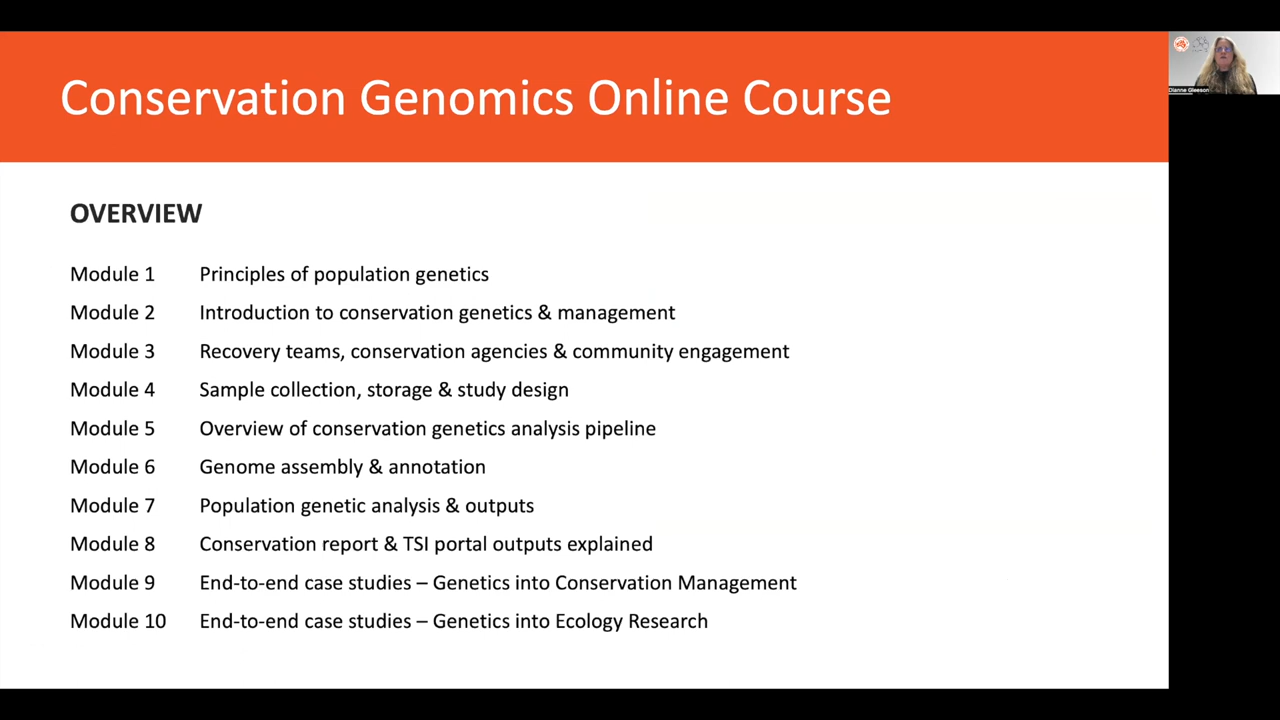 Conservation Genomics Online Course
Dianne Gleeson
OVERVIEW
Module 1 Principles of population genetics
Module 2 Introduction to conservation genetics & management
Module 3 Recovery teams, conservation agencies & community engagement
Module 4 Sample collection, storage & study design
Module 5 Overview of conservation genetics analysis pipeline
Module 6 Genome assembly & annotation
Module 7 Population genetic analysis & outputs
Module 8 Conservation report & TSI portal outputs explained
Module 9 End-to-end case studies – Genetics into Conservation Management
Module 10 End-to-end case studies – Genetics into Ecology Research